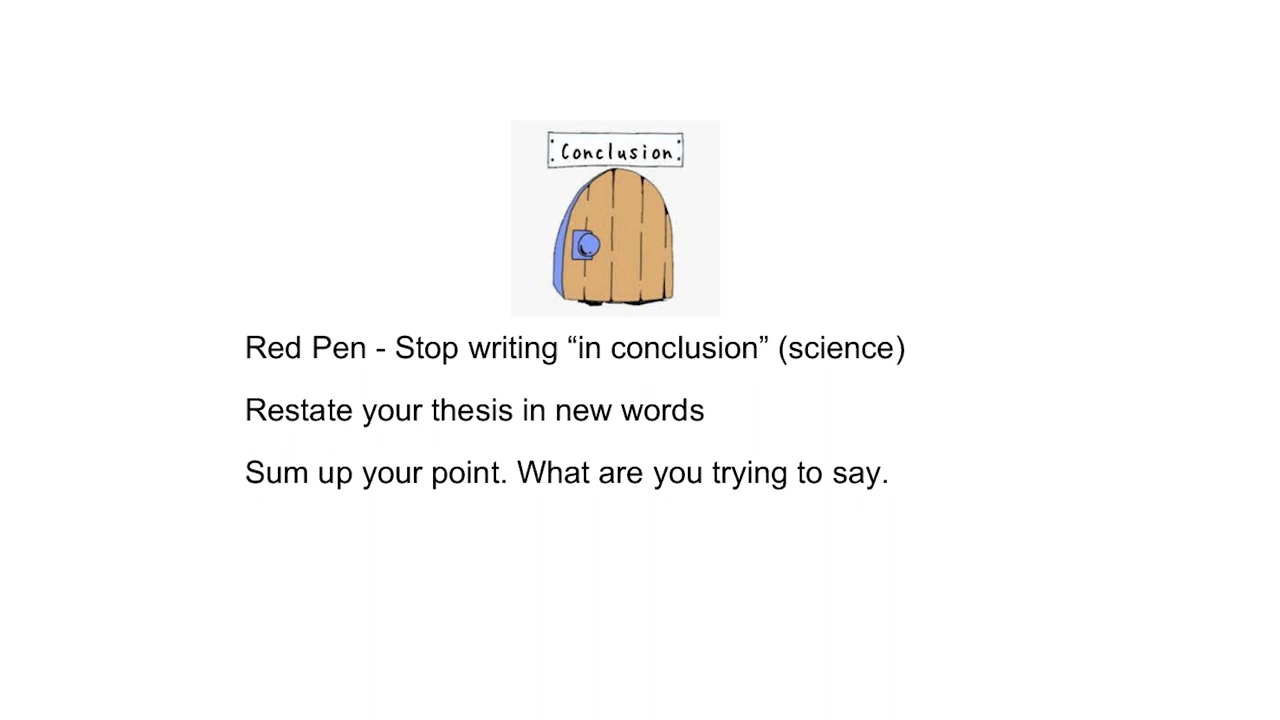 Conclusion
Red Pen - Stop writing “in conclusion” (science)
Restate your thesis in new words
Sum up your point. What are you trying to say.